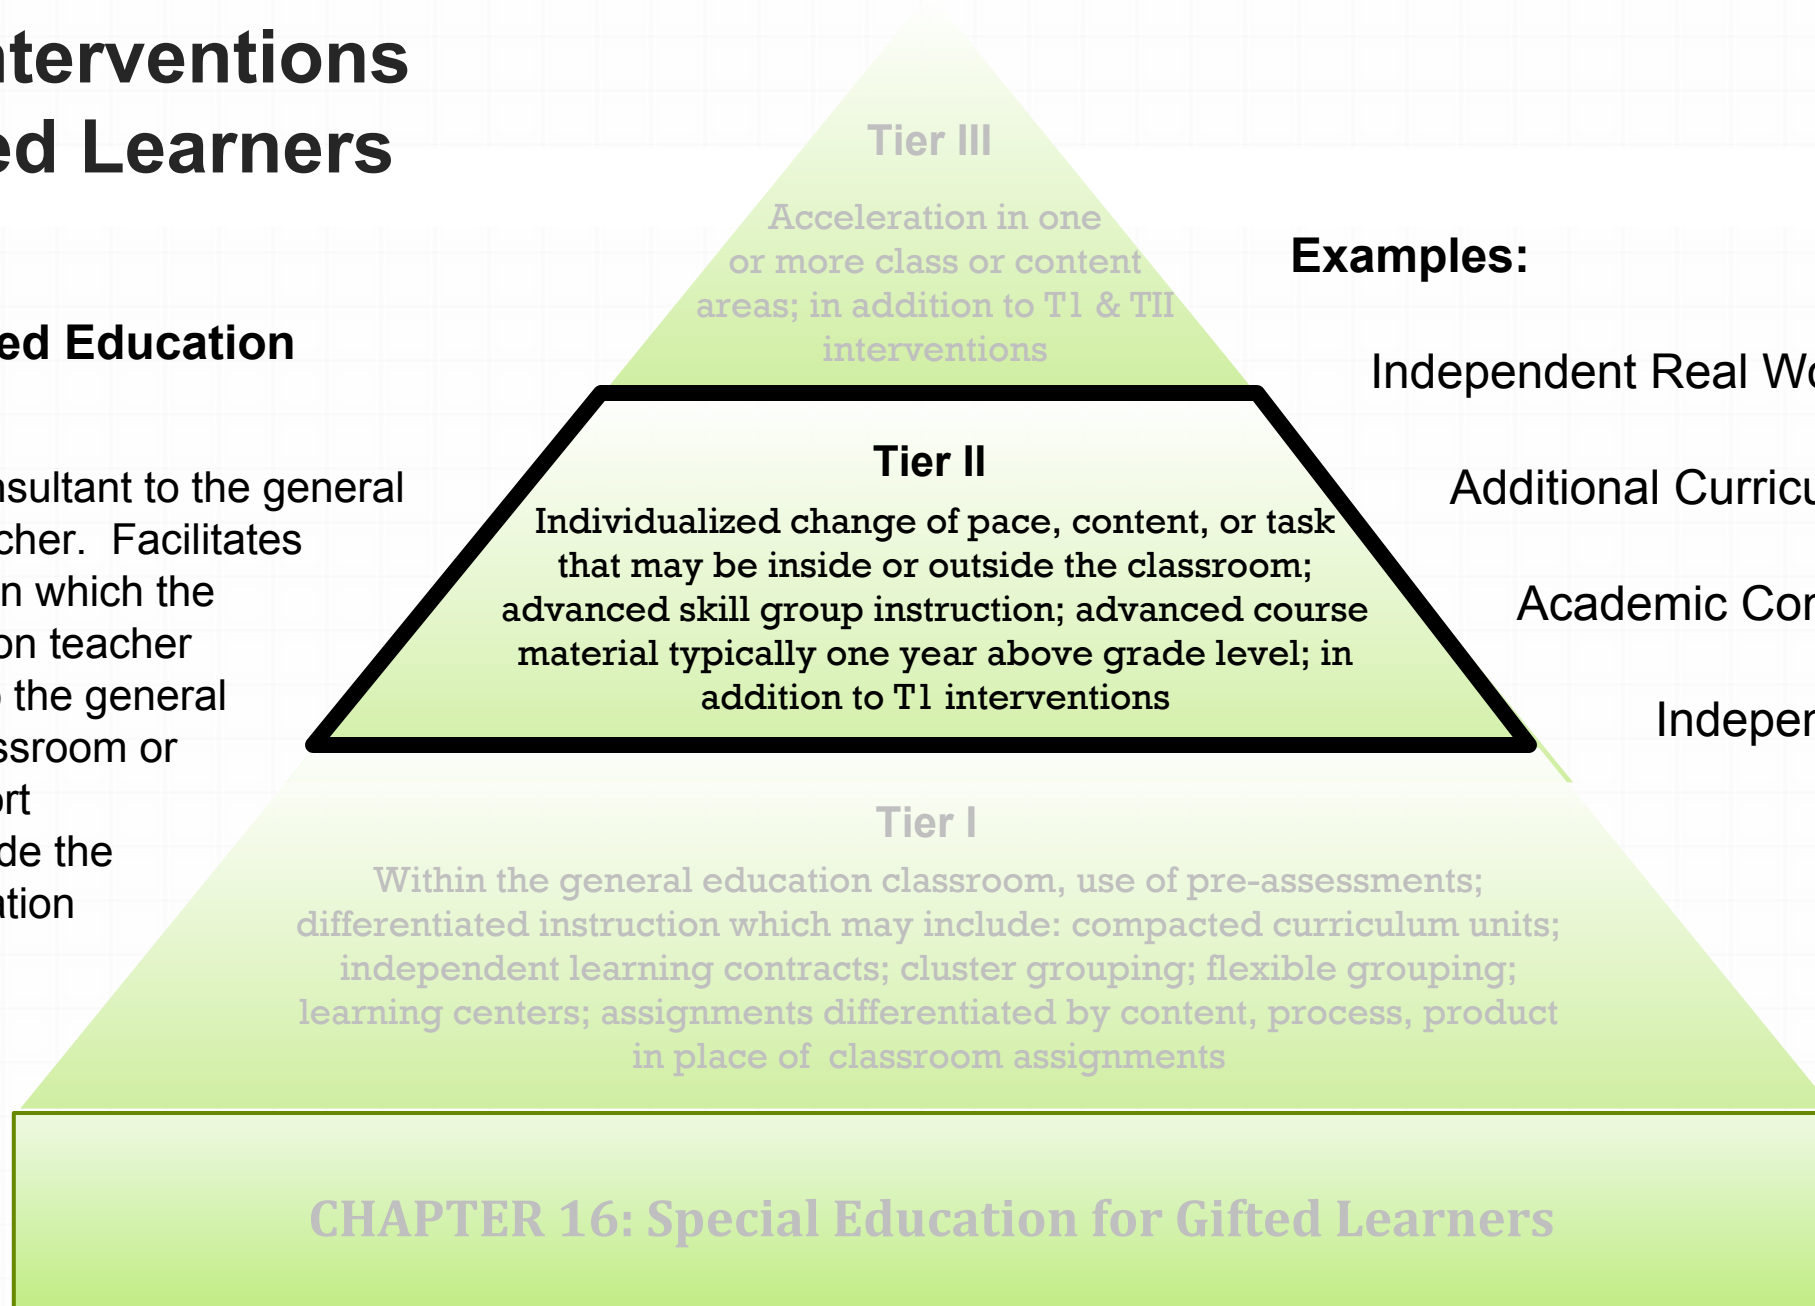 nterventions
ed Learners
ed Education
nsultant to the general
cher.  Facilitates
n which the
on teacher
o the general
ssroom or
ort
de the
ation
Tier III
Acceleration in one
or more class or content
areas; in addition to T1 & TII
interventions
Tier II
Individualized change of pace, content, or task
that may be inside or outside the classroom;
advanced skill group instruction; advanced course
material typically one year above grade level; in
addition to T1 interventions
Tier I
Within the general education classroom, use of pre-assessments;
differentiated instruction which may include: compacted curriculum units;
independent learning contracts; cluster grouping; flexible grouping;
learning centers; assignments differentiated by content, process, product
in place of  classroom assignments
Examples:
Independent Real Wo
Additional Curricu
Academic Con
Indepen
CHAPTER 16: Special Education for Gifted Learners